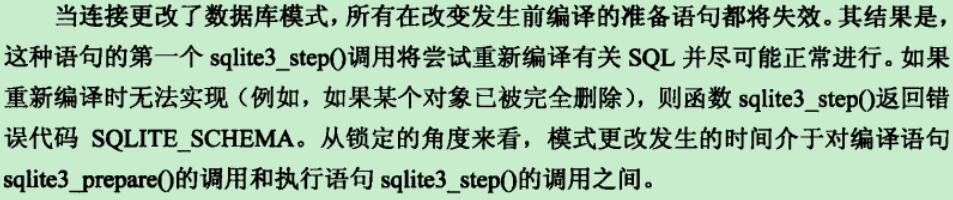 当连接更改了数据库模式，所有在改变发生前编译的准备语句都将失效。其结果是，
这种语句的第一个 sqlite3_step()调用将尝试重新编译有关 SQL 并尽可能正常进行。如果
重新编译时无法实现（例如，如果某个对象已被完全删除），则函数 sqlite3_step()返回错
误代码 SQLITE_SCHEMA。从锁定的角度来看，模式更改发生的时间介于对编译语句
sqlite3_prepare()的调用和执行语句 sqlite3_step()的调用之间。